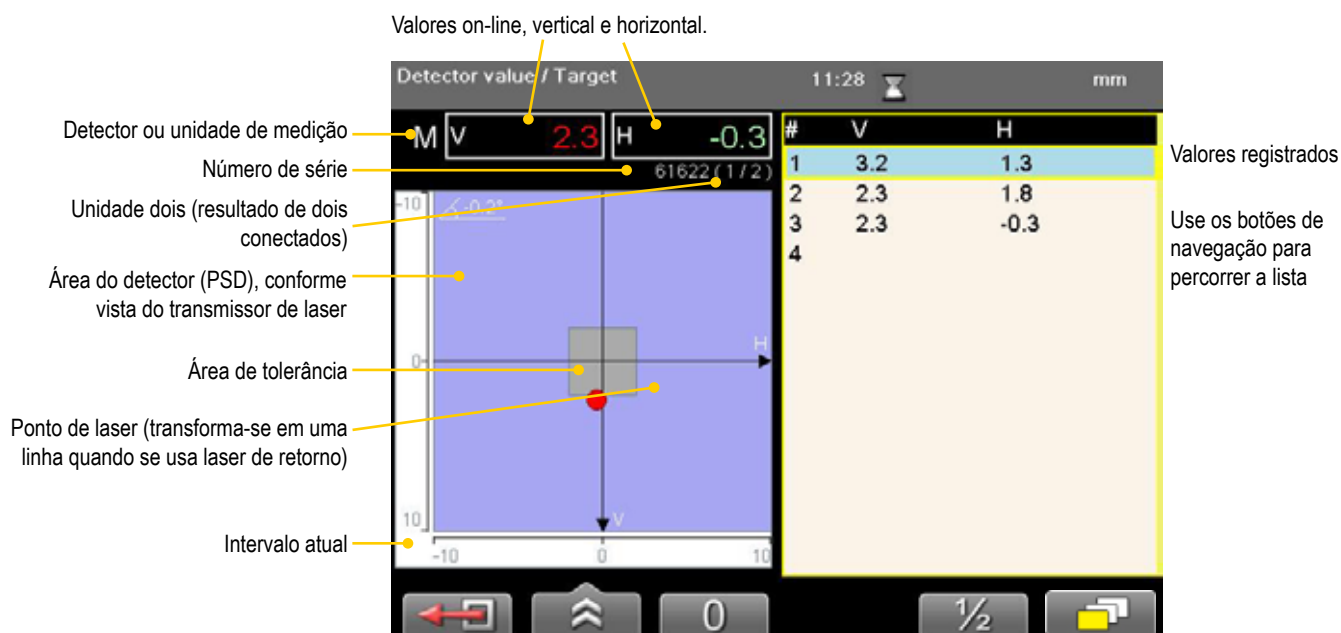 Valores on-line, vertical e horizontal.
Detector value / Target 11:28 mm
Detector ou unidade de medição
M V 2.3 H -0.3
Número de série
61622 ( 1 / 2 )
Unidade dois (resultado de dois
conectados)
Área do detector (PSD), conforme
vista do transmissor de laser
Área de tolerância
Ponto de laser (transforma-se em uma
linha quando se usa laser de retorno)
Intervalo atual
-10
-0.2°
0
H
10
V
-10 0 10
# V H
1 3.2 1.3
2 2.3 1.8
3 2.3 -0.3
4
Valores registrados
Use os botões de
navegação para
percorrer a lista
0
½